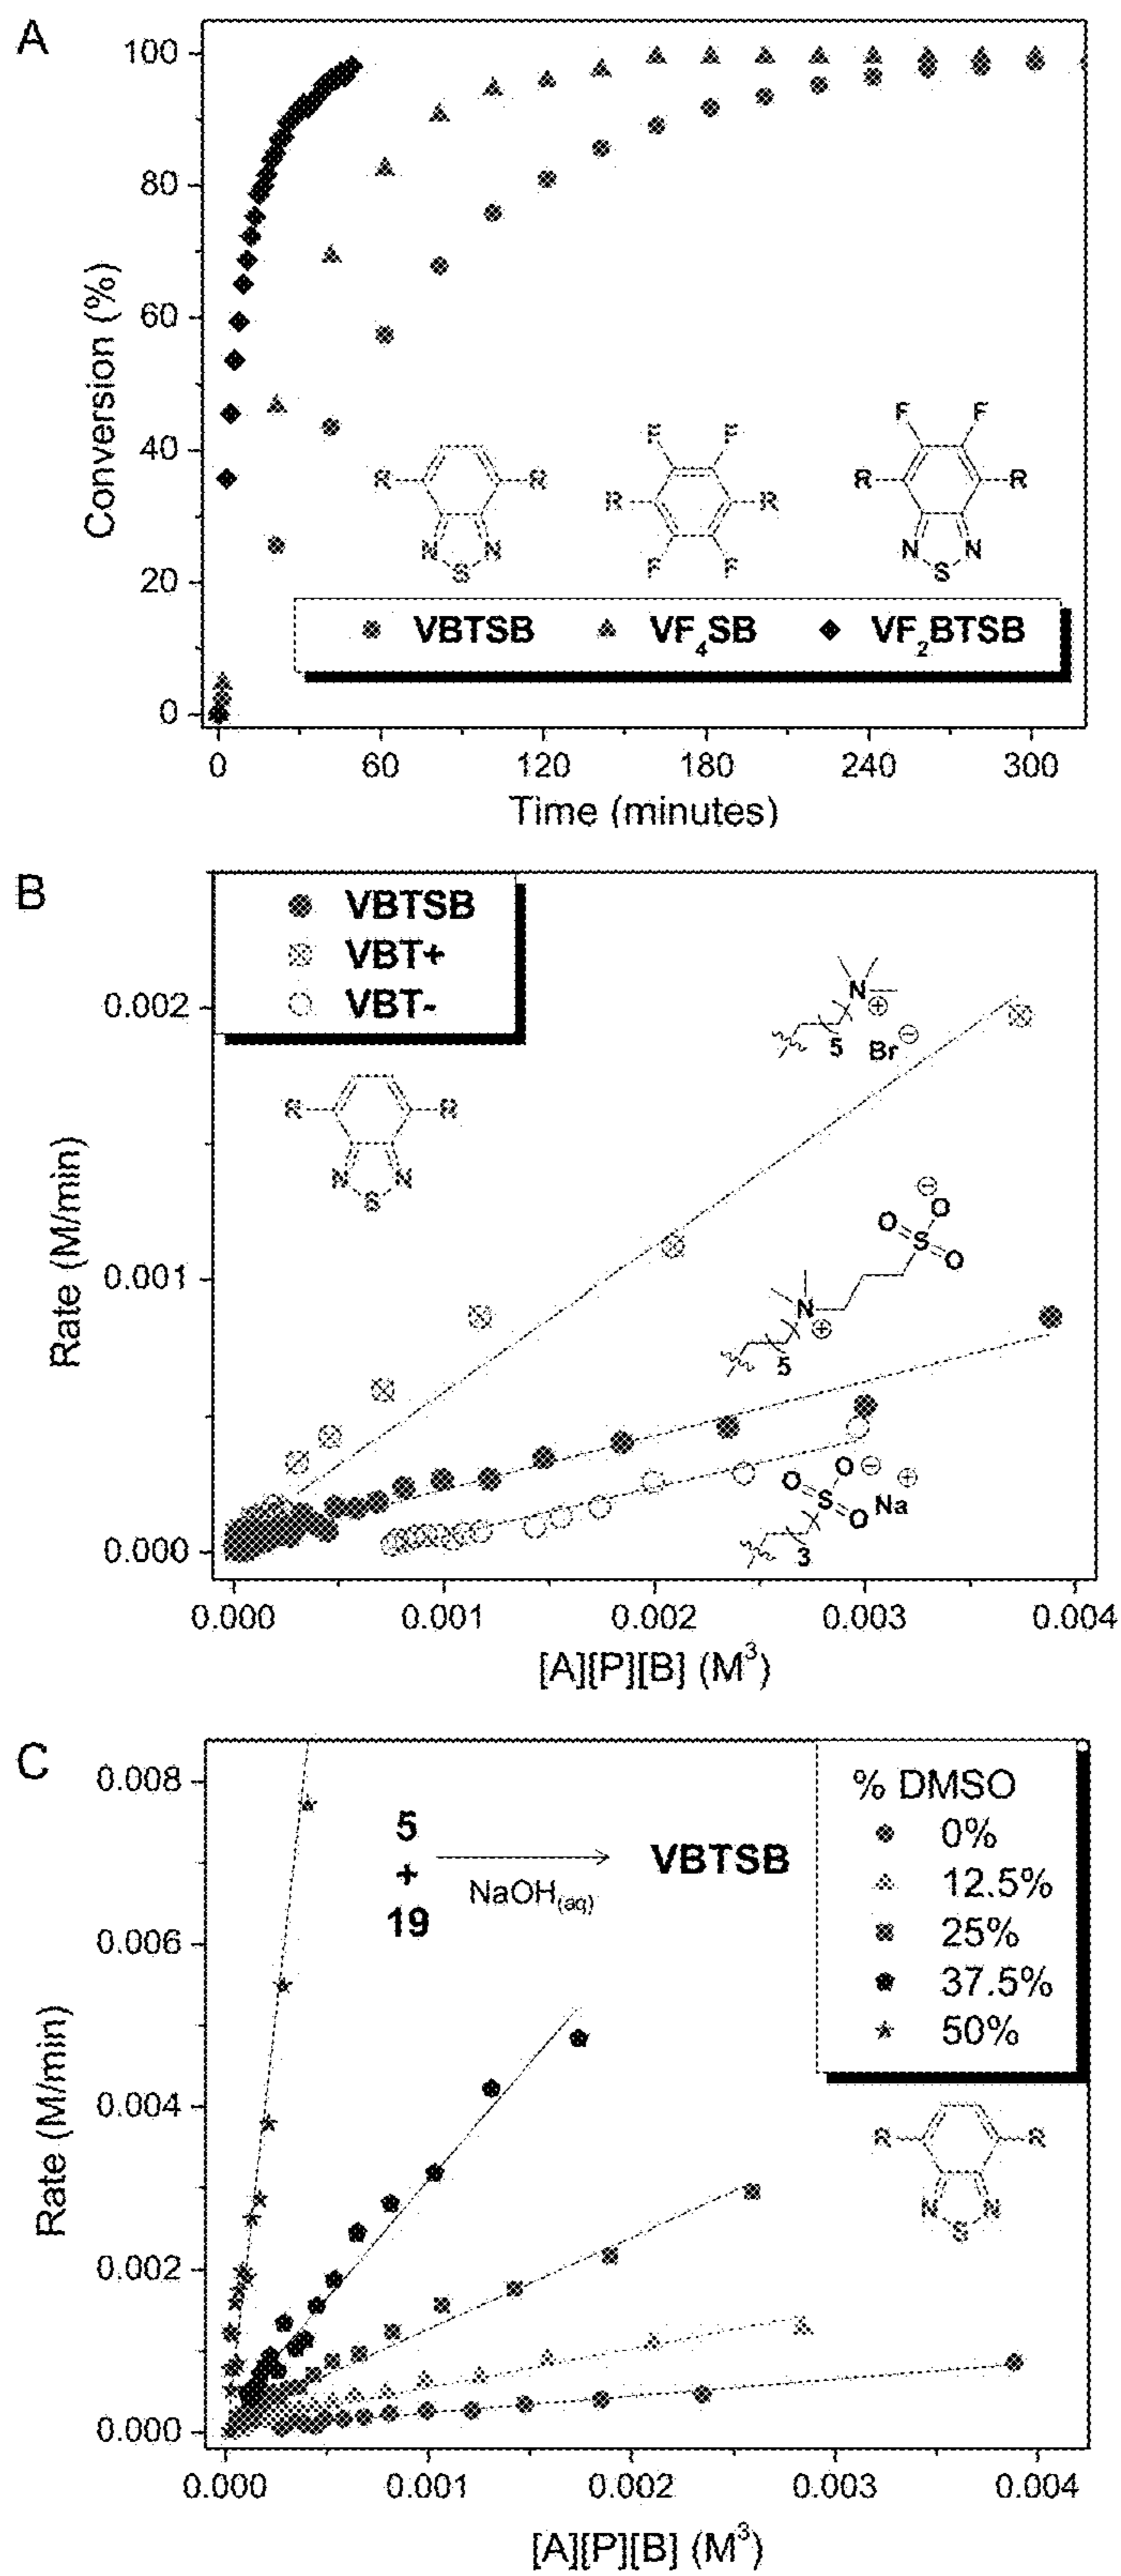 A
100
80
60
40
20
0
Conversion (%)
F F
R R
N N
S
F F
R R
F F
F F
R R
N N
S
VBTSB VF₄SB VF₂BTSB
0 60 120 180 240 300
Time (minutes)
B
VBTSB
VBT+
VBT-
0.002
0.001
0.000
Rate (M/min)
R R
N N
S
N
⊕
5 Br ⊖
⊖
O O
S
O
N
⊕
5
O ⊖ ⊕
O S Na
O
3
0.000 0.001 0.002 0.003 0.004
[A][P][B] (M³)
C
0.008
0.006
0.004
0.002
0.000
Rate (M/min)
5
+
19
NaOH(aq)
VBTSB
% DMSO
0%
12.5%
25%
37.5%
50%
R R
N N
S
0.000 0.001 0.002 0.003 0.004
[A][P][B] (M³)